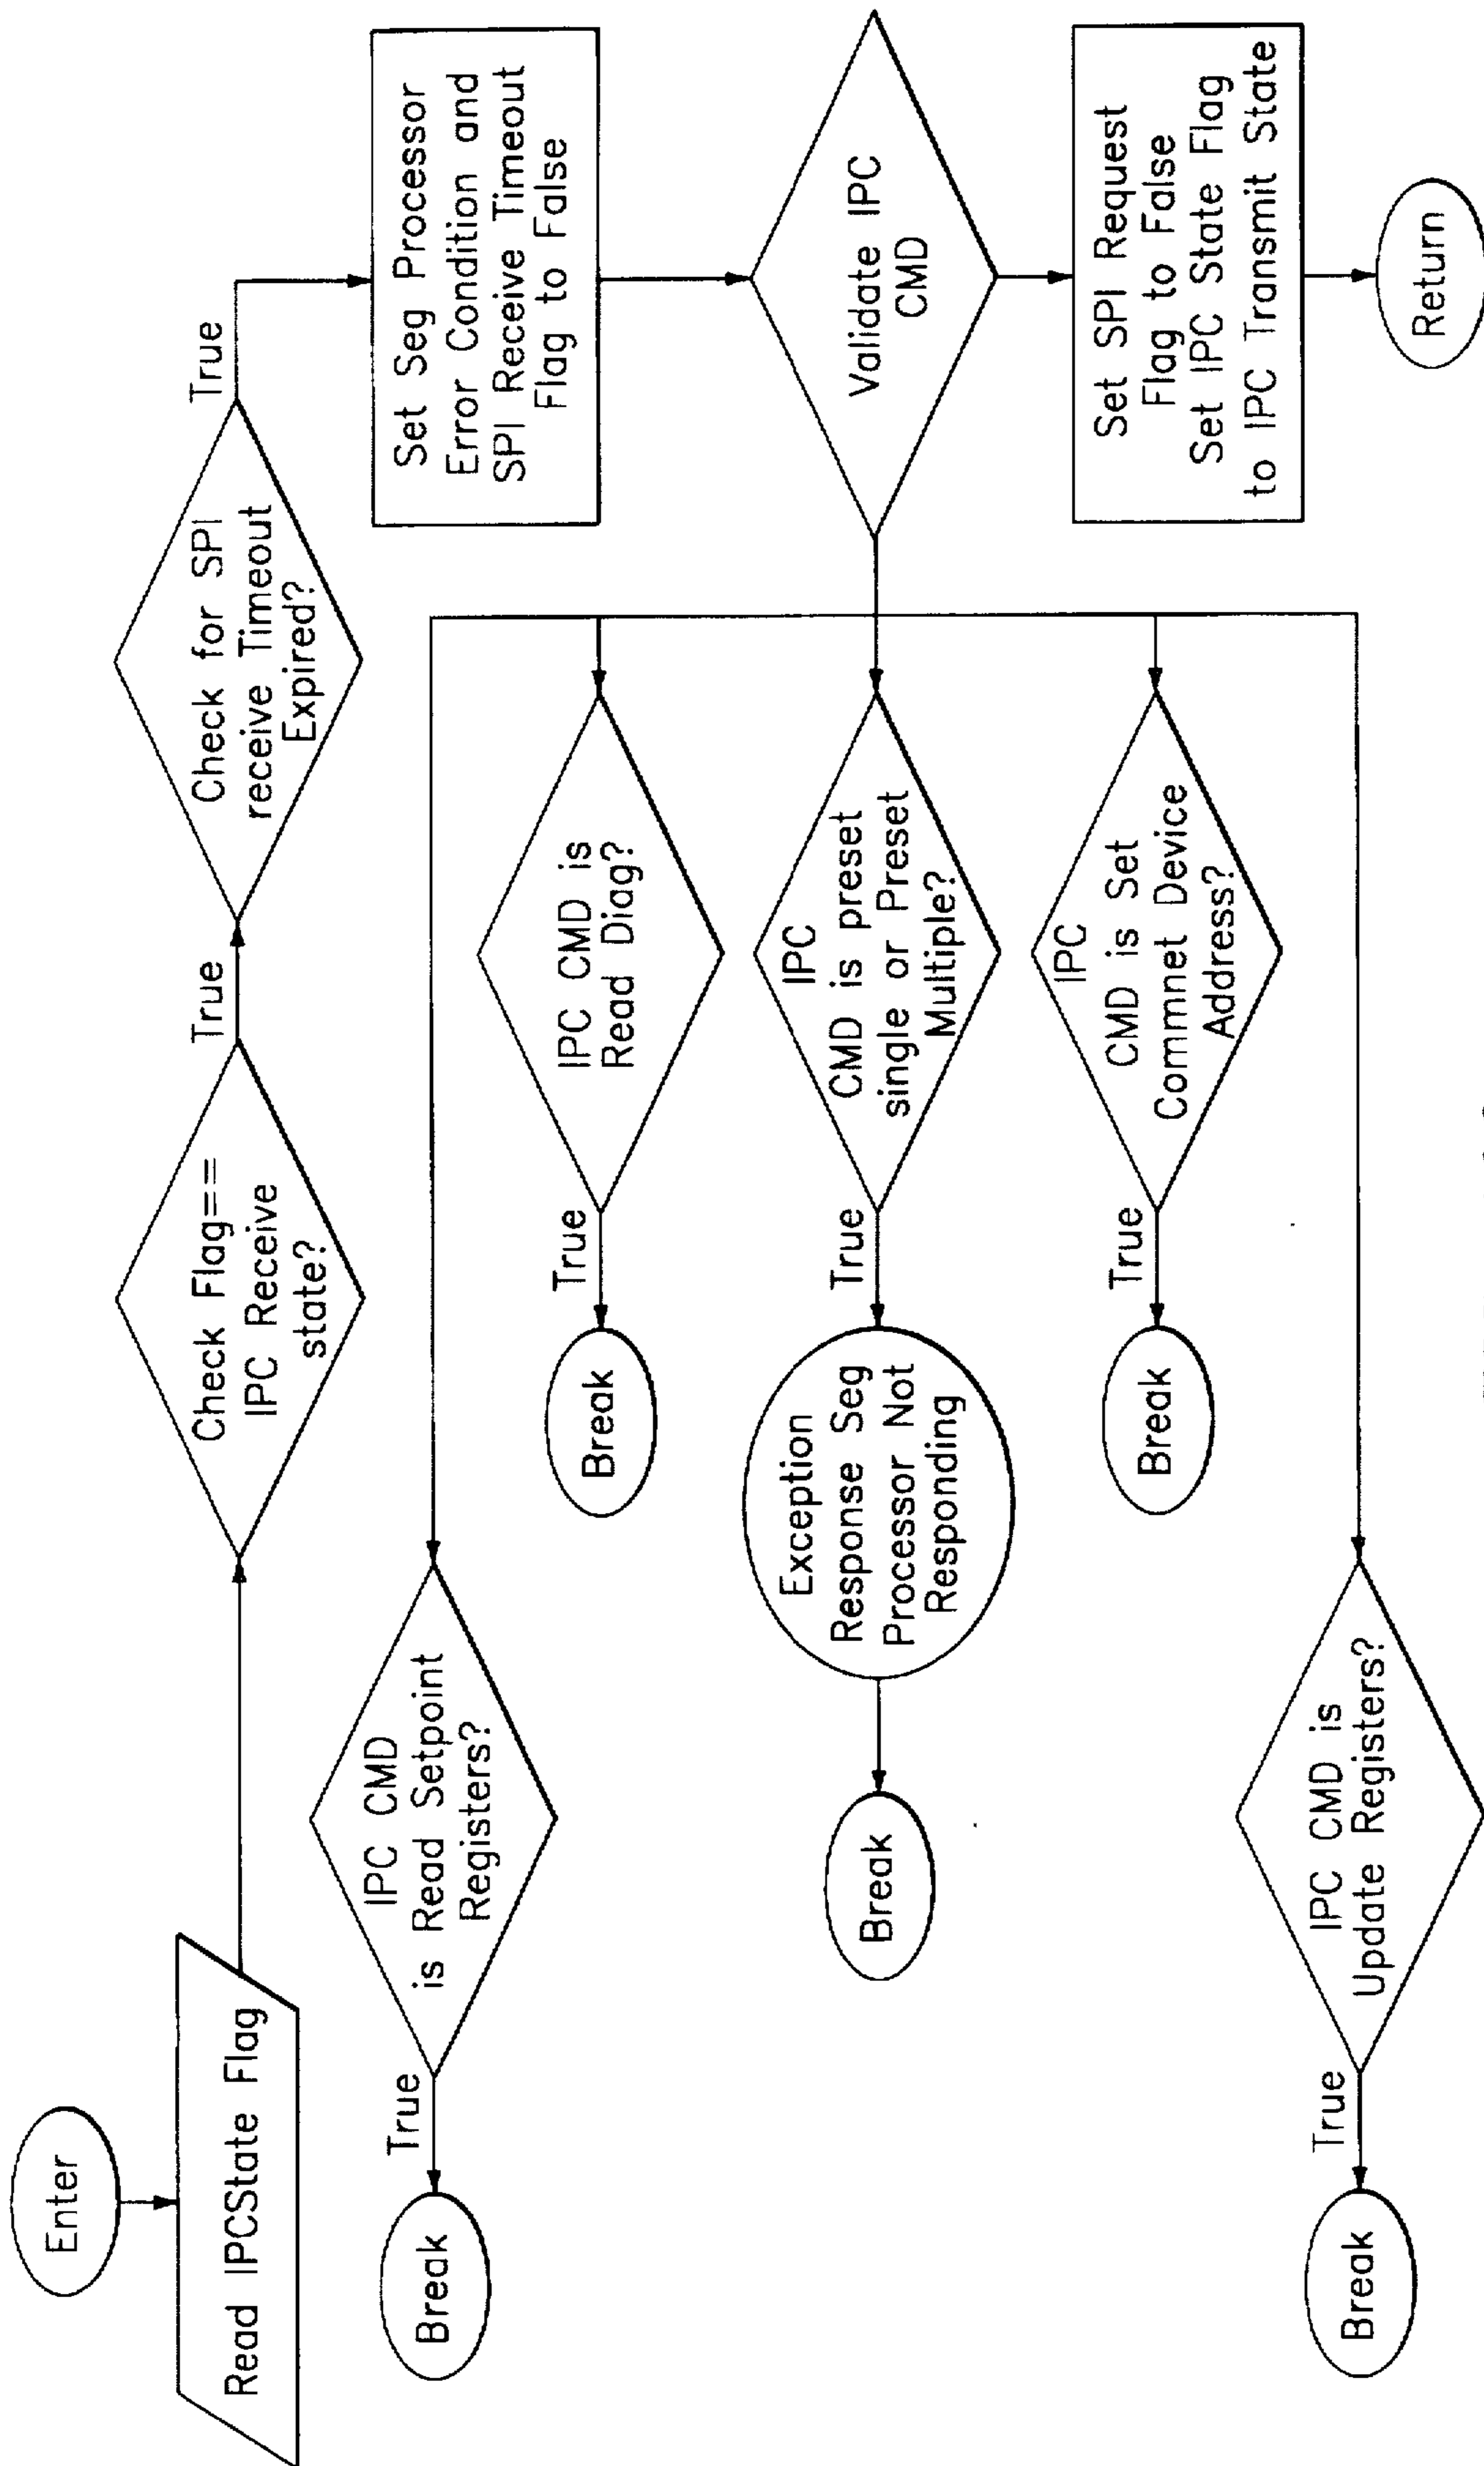 Enter
Read IPCState Flag
Check Flag==
IPC Receive
state?
True
Check for SPI
receive Timeout
Expired?
True
Set Seg Processor
Error Condition and
SPI Receive Timeout
Flag to False
Validate IPC
CMD
Set SPI Request
Flag to False
Set IPC State Flag
to IPC Transmit State
Return
IPC CMD
is Read Setpoint
Registers?
True
Break
IPC CMD is
Read Diag?
True
Break
IPC
CMD is preset
single or Preset
Multiple?
True
Exception
Response Seg
Processor Not
Responding
Break
IPC
CMD is Set
Commnet Device
Address?
True
Break
IPC CMD is
Update Registers?
True
Break